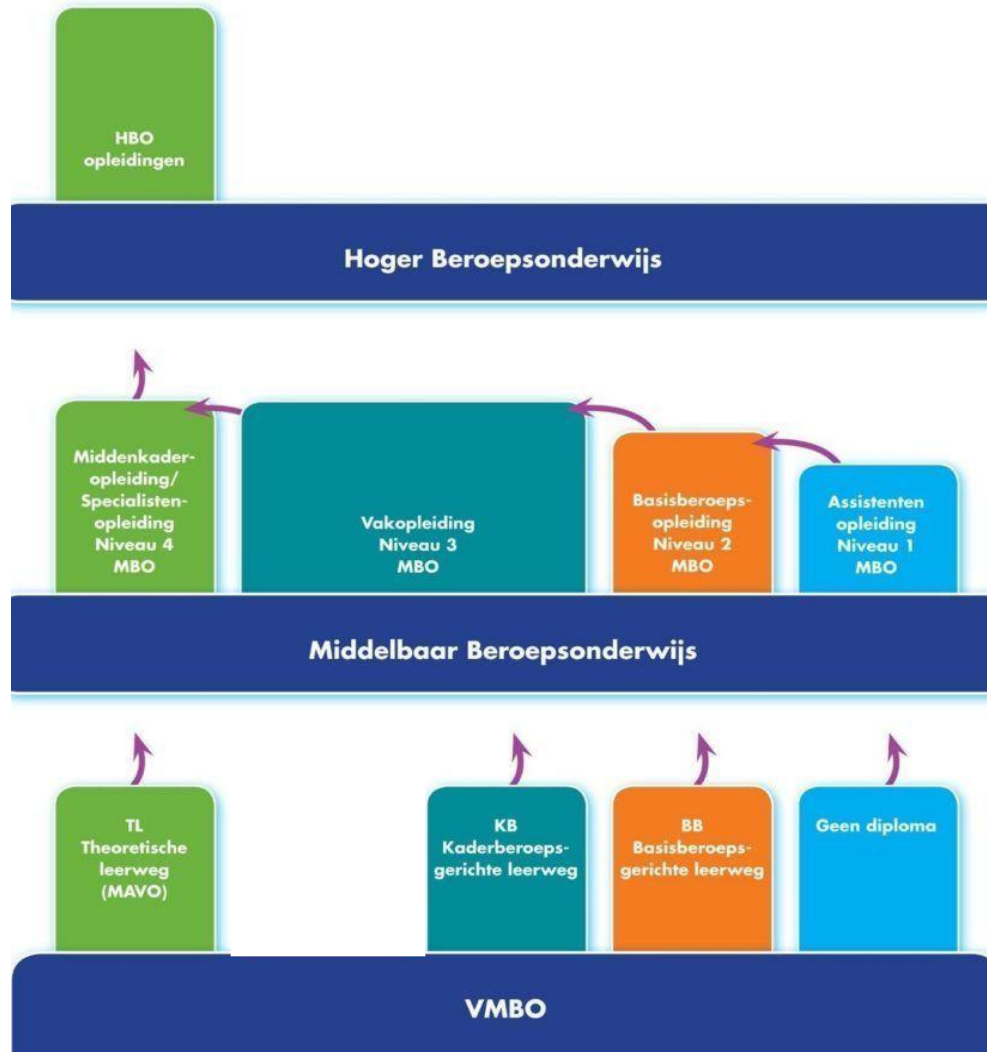 HBO
opleidingen
Hoger Beroepsonderwijs
Middenkader-
opleiding/
Specialisten-
opleiding
Niveau 4
MBO
Vakopleiding
Niveau 3
MBO
Basisberoeps-
opleiding
Niveau 2
MBO
Assistenten
opleiding
Niveau 1
MBO
Middelbaar Beroepsonderwijs
TL
Theoretische
leerweg
(MAVO)
KB
Kaderberoeps-
gerichte leerweg
BB
Basisberoeps-
gerichte leerweg
Geen diploma
VMBO